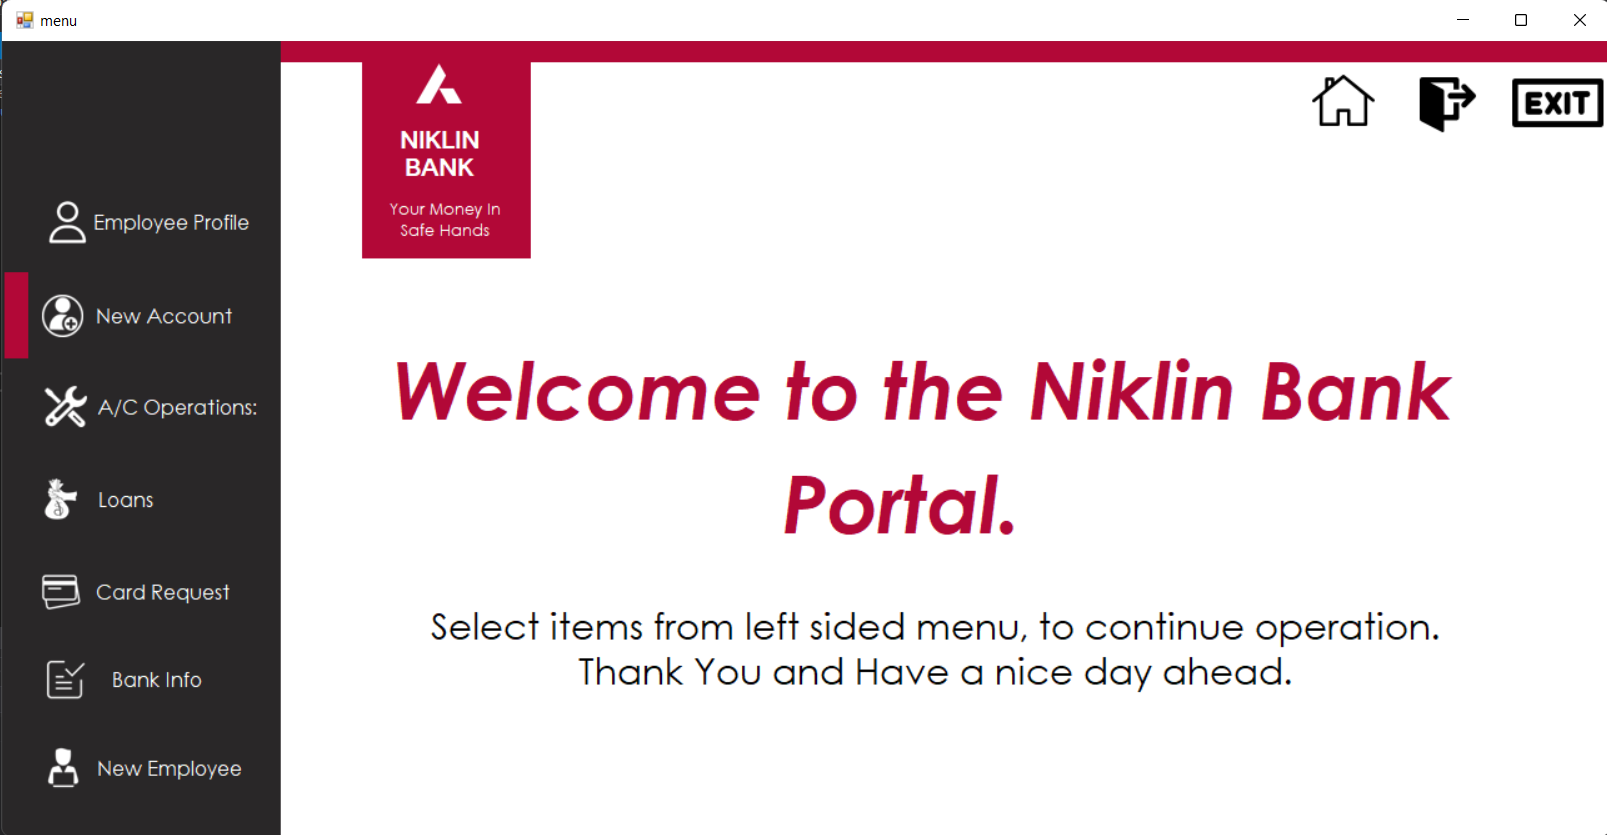 menu
EXIT
NIKLIN
BANK
Your Money In
Safe Hands
Employee Profile
New Account
A/C Operations:
Loans
Card Request
Bank Info
New Employee
Welcome to the Niklin Bank
Portal.
Select items from left sided menu, to continue operation.
Thank You and Have a nice day ahead.